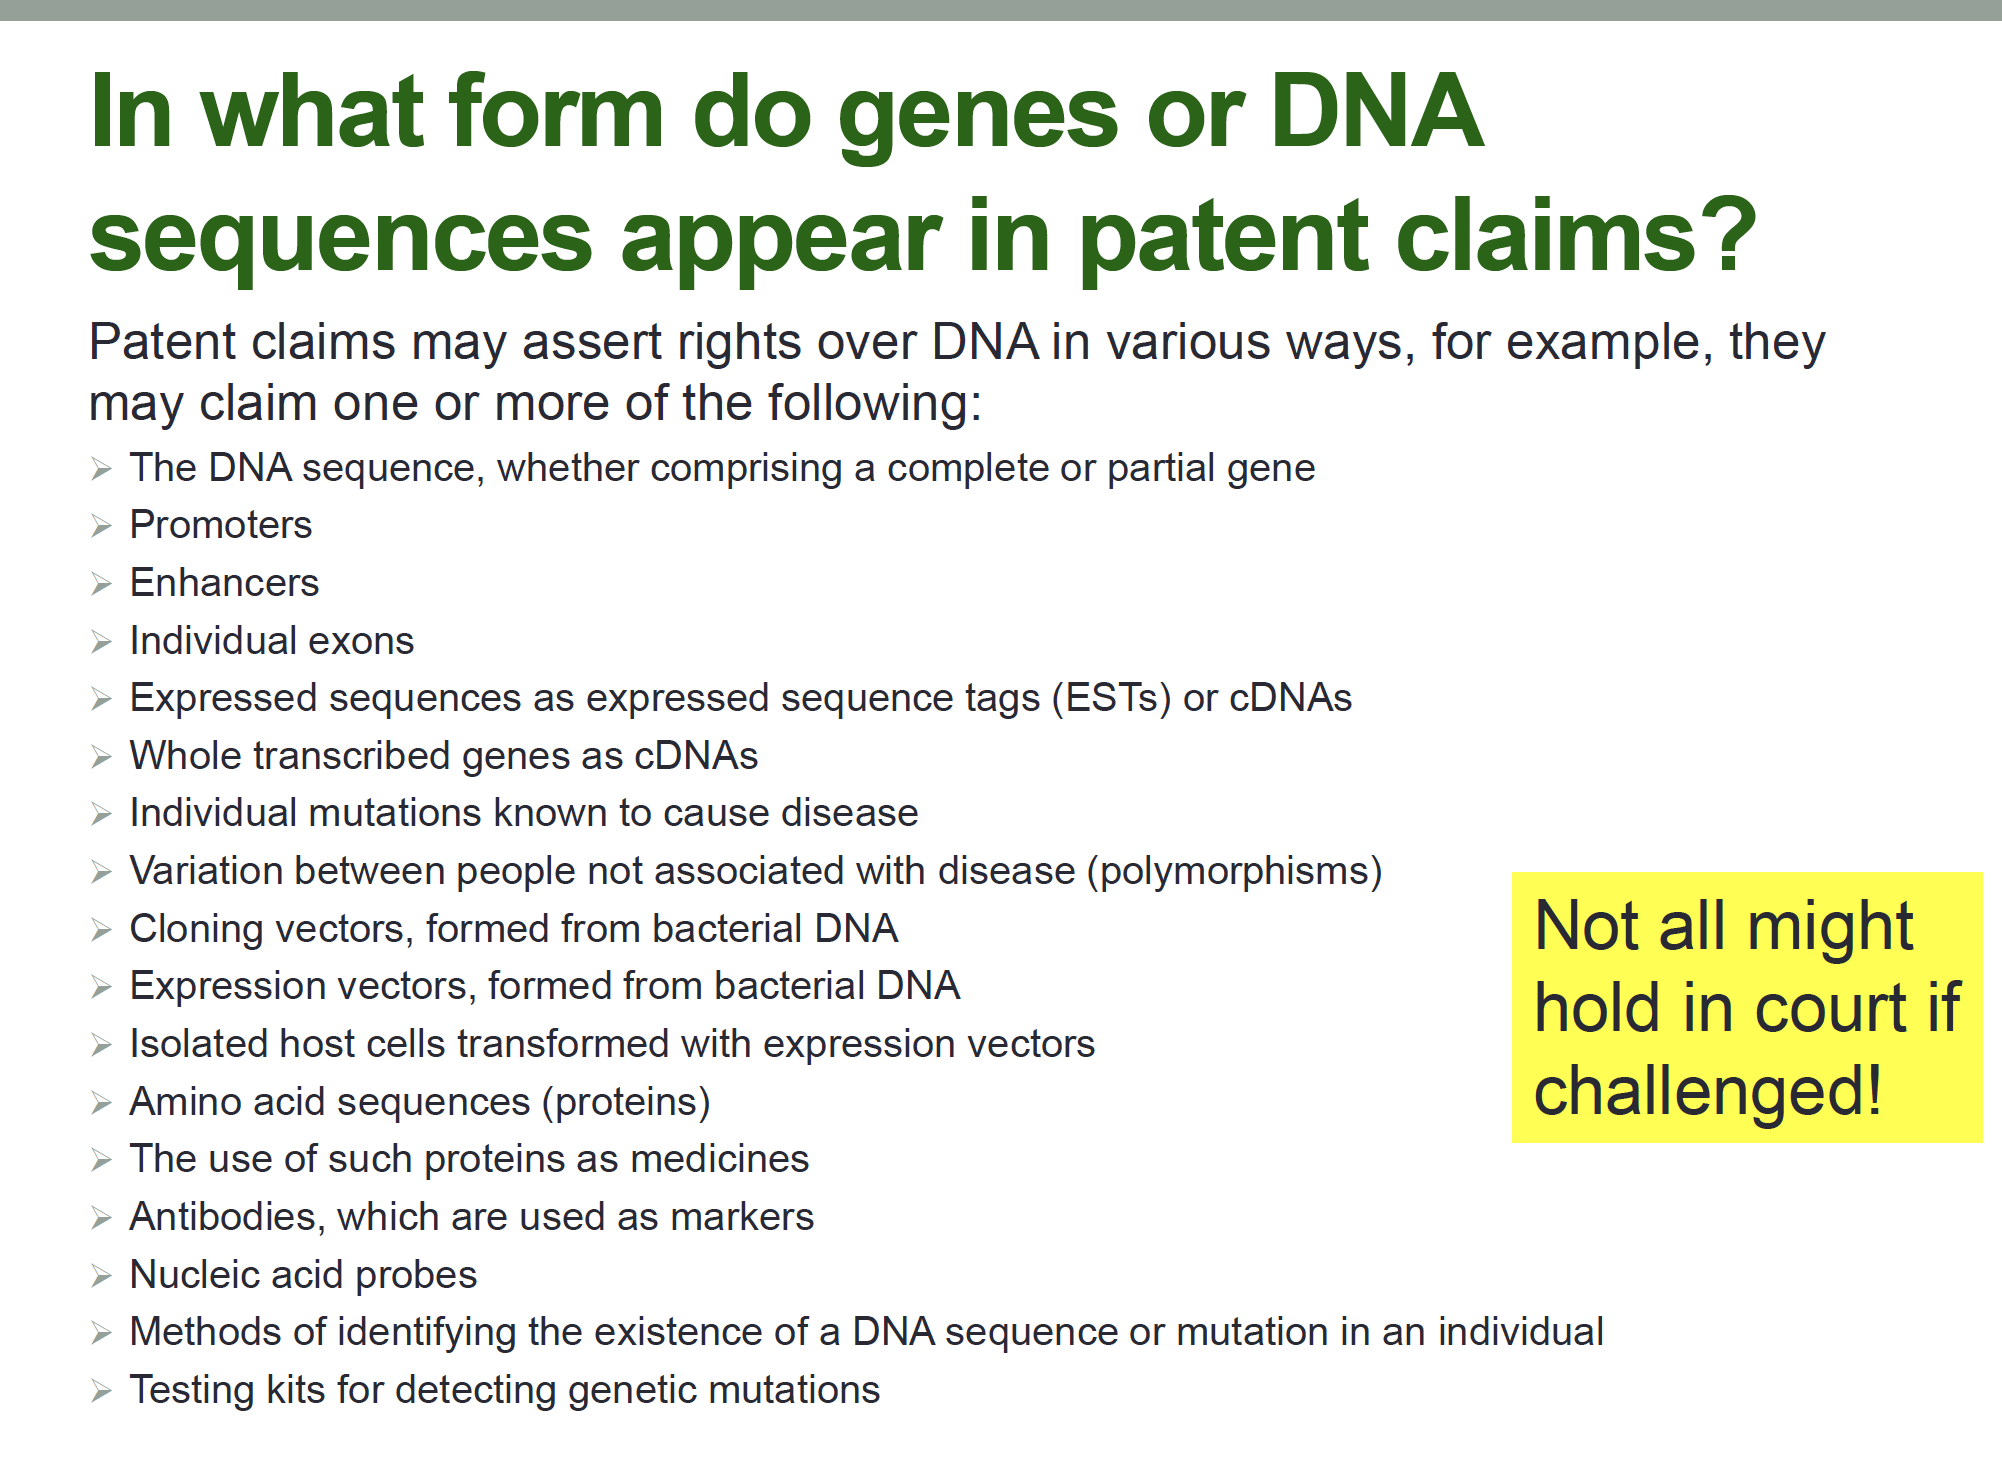 In what form do genes or DNA
sequences appear in patent claims?
Patent claims may assert rights over DNA in various ways, for example, they
may claim one or more of the following:
The DNA sequence, whether comprising a complete or partial gene
Promoters
Enhancers
Individual exons
Expressed sequences as expressed sequence tags (ESTs) or cDNAs
Whole transcribed genes as cDNAs
Individual mutations known to cause disease
Variation between people not associated with disease (polymorphisms)
Cloning vectors, formed from bacterial DNA
Expression vectors, formed from bacterial DNA
Isolated host cells transformed with expression vectors
Amino acid sequences (proteins)
The use of such proteins as medicines
Antibodies, which are used as markers
Nucleic acid probes
Methods of identifying the existence of a DNA sequence or mutation in an individual
Testing kits for detecting genetic mutations
Not all might
hold in court if
challenged!